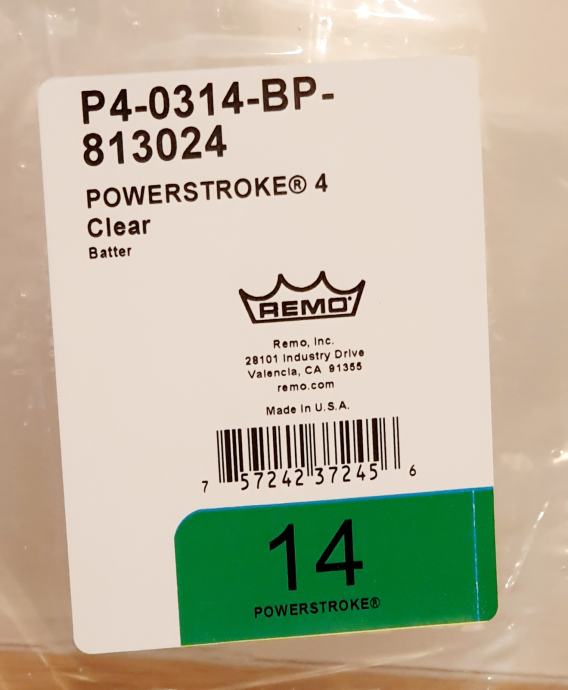 P4-0314-BP-
813024
POWERSTROKE® 4
Clear
Batter
REMO
Remo, Inc.
28101 Industry Drive
Valencia, CA 91355
remo.com
Made in U.S.A.
7 57242 37245 6
14
POWERSTROKE®